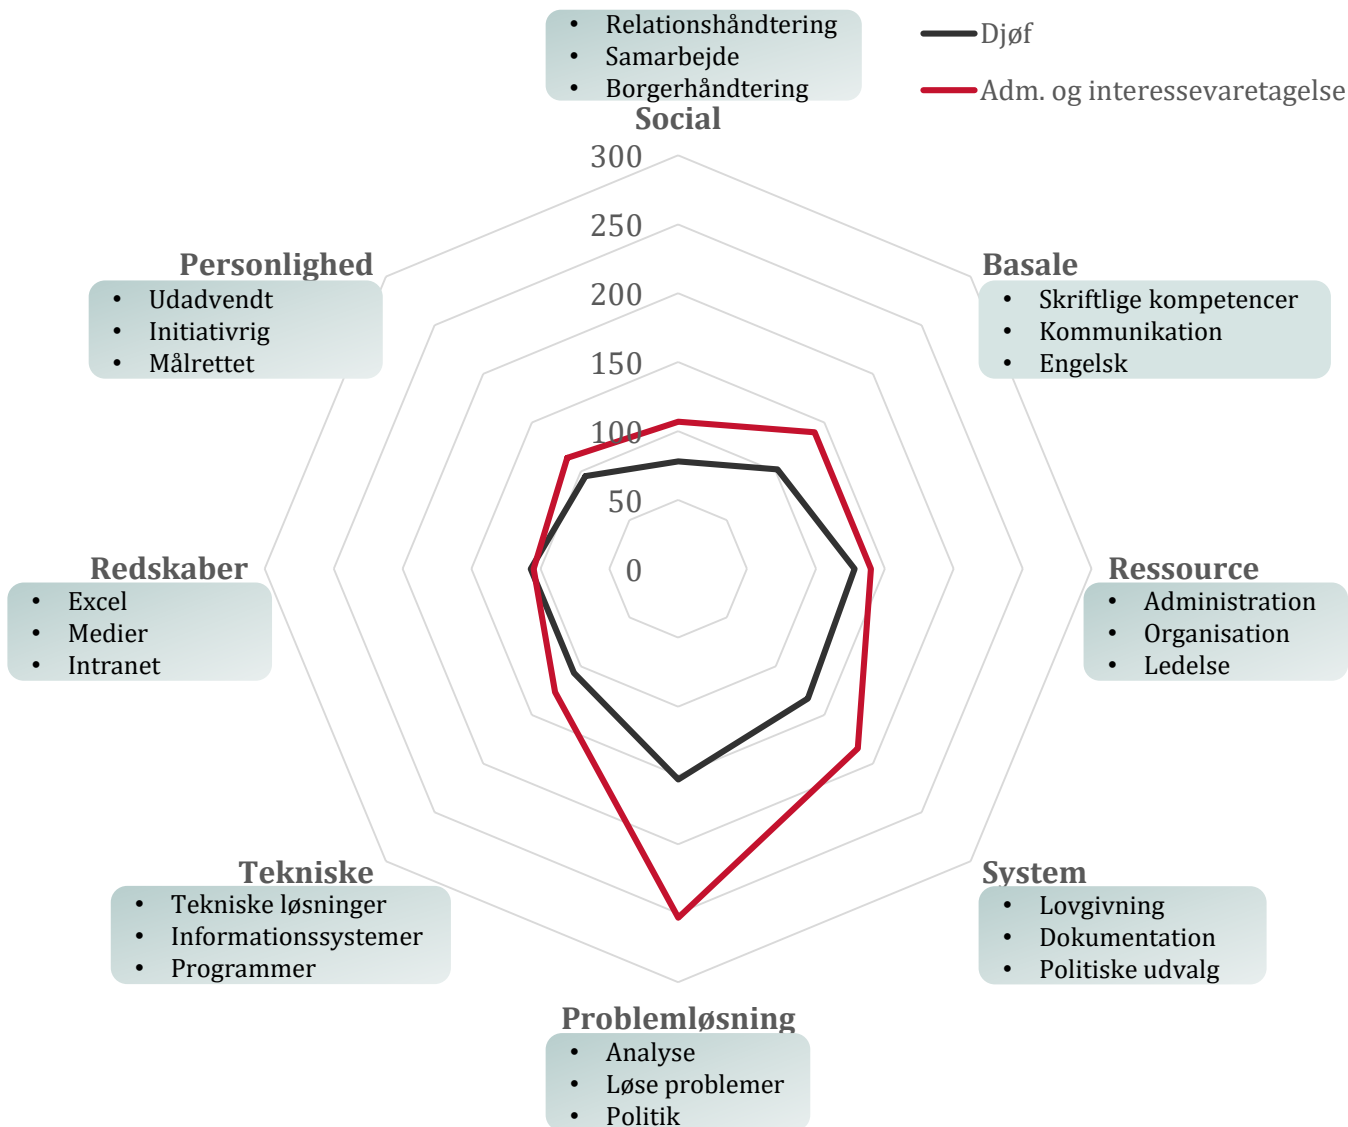 • Relationshåndtering
• Samarbejde
• Borgerhåndtering
Djøf
Adm. og interessevaretagelse
Social
300
250
200
150
100
50
0
Personlighed
• Udadvendt
• Initiativrig
• Målrettet
Basale
• Skriftlige kompetencer
• Kommunikation
• Engelsk
Redskaber
• Excel
• Medier
• Intranet
Ressource
• Administration
• Organisation
• Ledelse
Tekniske
• Tekniske løsninger
• Informationssystemer
• Programmer
System
• Lovgivning
• Dokumentation
• Politiske udvalg
Problemløsning
• Analyse
• Løse problemer
• Politik